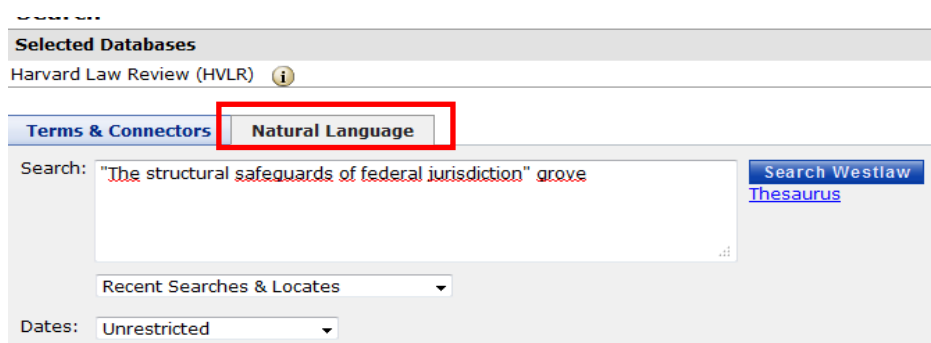 Selected Databases
Harvard Law Review (HVLR) i
Terms & Connectors Natural Language
Search: "The structural safeguards of federal jurisdiction" grove
Search Westlaw
Thesaurus
Recent Searches & Locates
Dates: Unrestricted